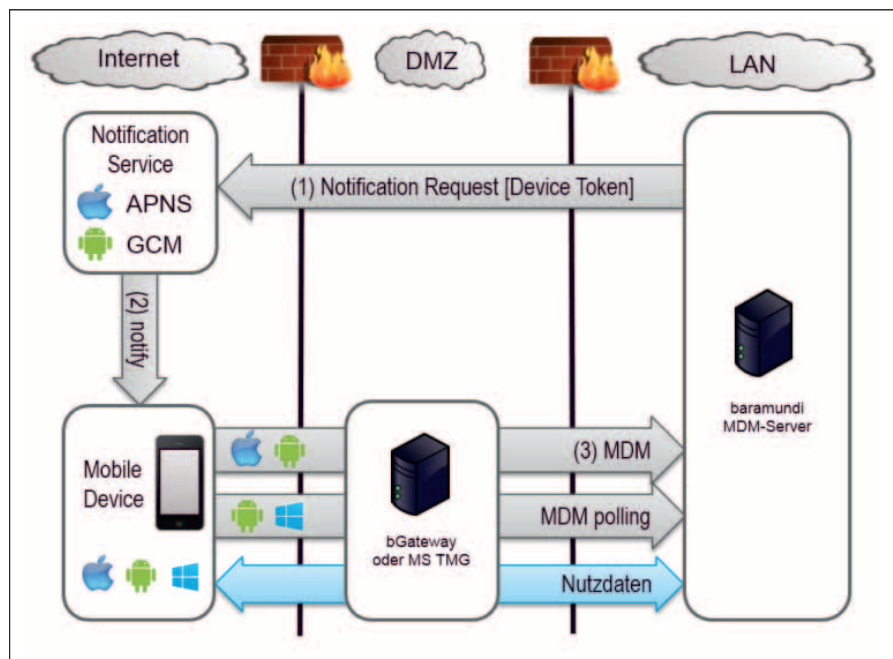 Internet
DMZ
LAN
Notification
Service
APNS
GCM
(1) Notification Request [Device Token]
(2) notify
baramundi
MDM-Server
Mobile
Device
(3) MDM
MDM polling
bGateway
oder MS TMG
Nutzdaten